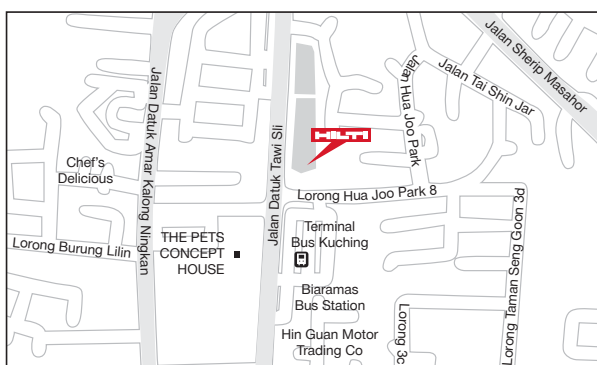 Jalan Sherip Masahor
Jalan Tai Shin Jar
Jalan Hua Joo Park
Jalan Datuk Amar Kalong Ningkan
Jalan Datuk Tawi Sli
HILTI
Chef's
Delicious
Lorong Hua Joo Park 8
Lorong Taman Seng Goon 3d
Lorong Burung Lilin
THE PETS
CONCEPT
HOUSE
Terminal
Bus Kuching
Biaramas
Bus Station
Hin Guan Motor
Trading Co
Lorong 3c